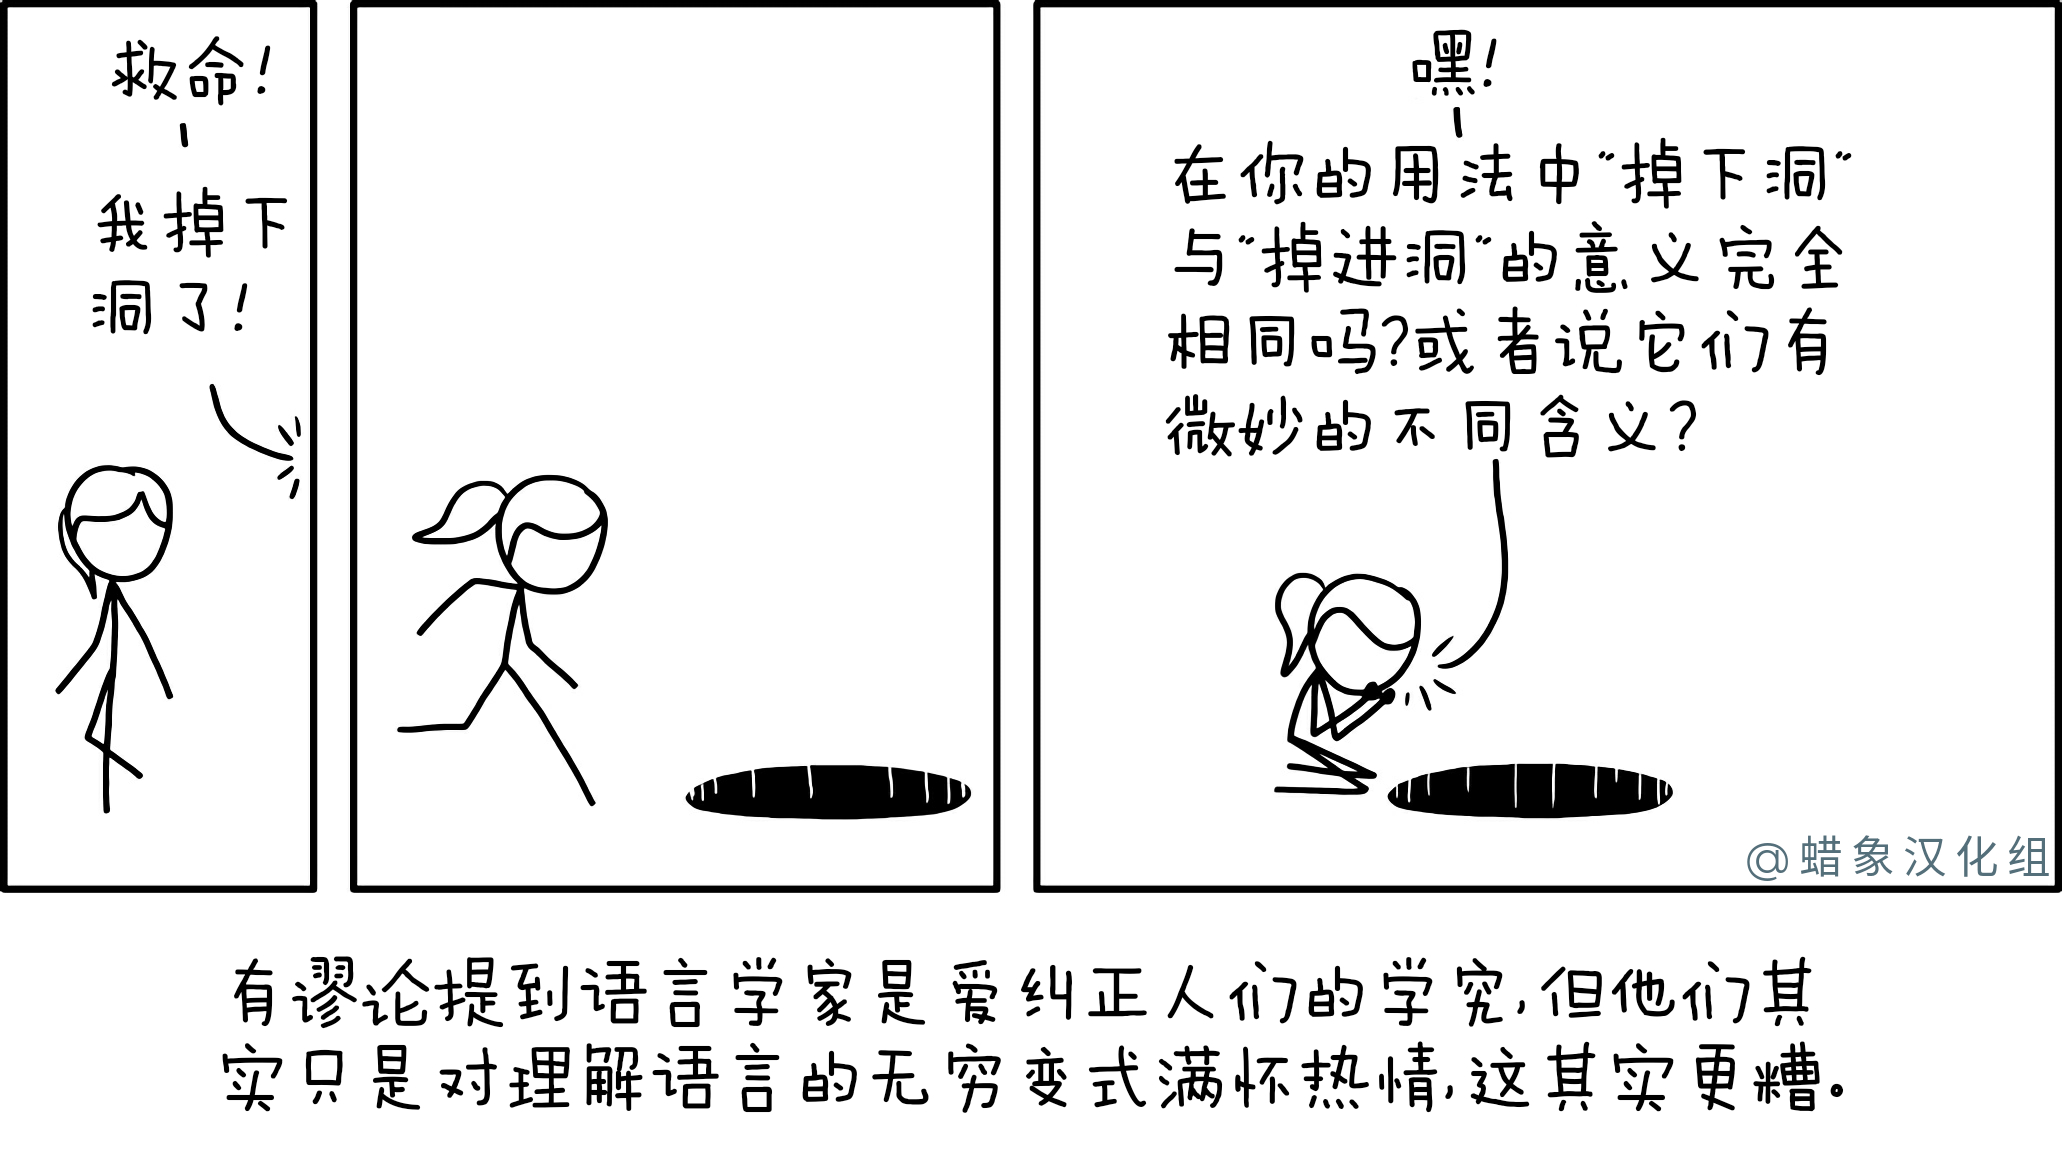 救命！
我掉下
洞了！
嘿！
在你的用法中"掉下洞"
与"掉进洞"的意义完全
相同吗？或者说它们有
微妙的不同含义？
@蜡象汉化组
有谬论提到语言学家是爱纠正人们的学究，但他们其
实只是对理解语言的无穷变式满怀热情，这其实更糟。